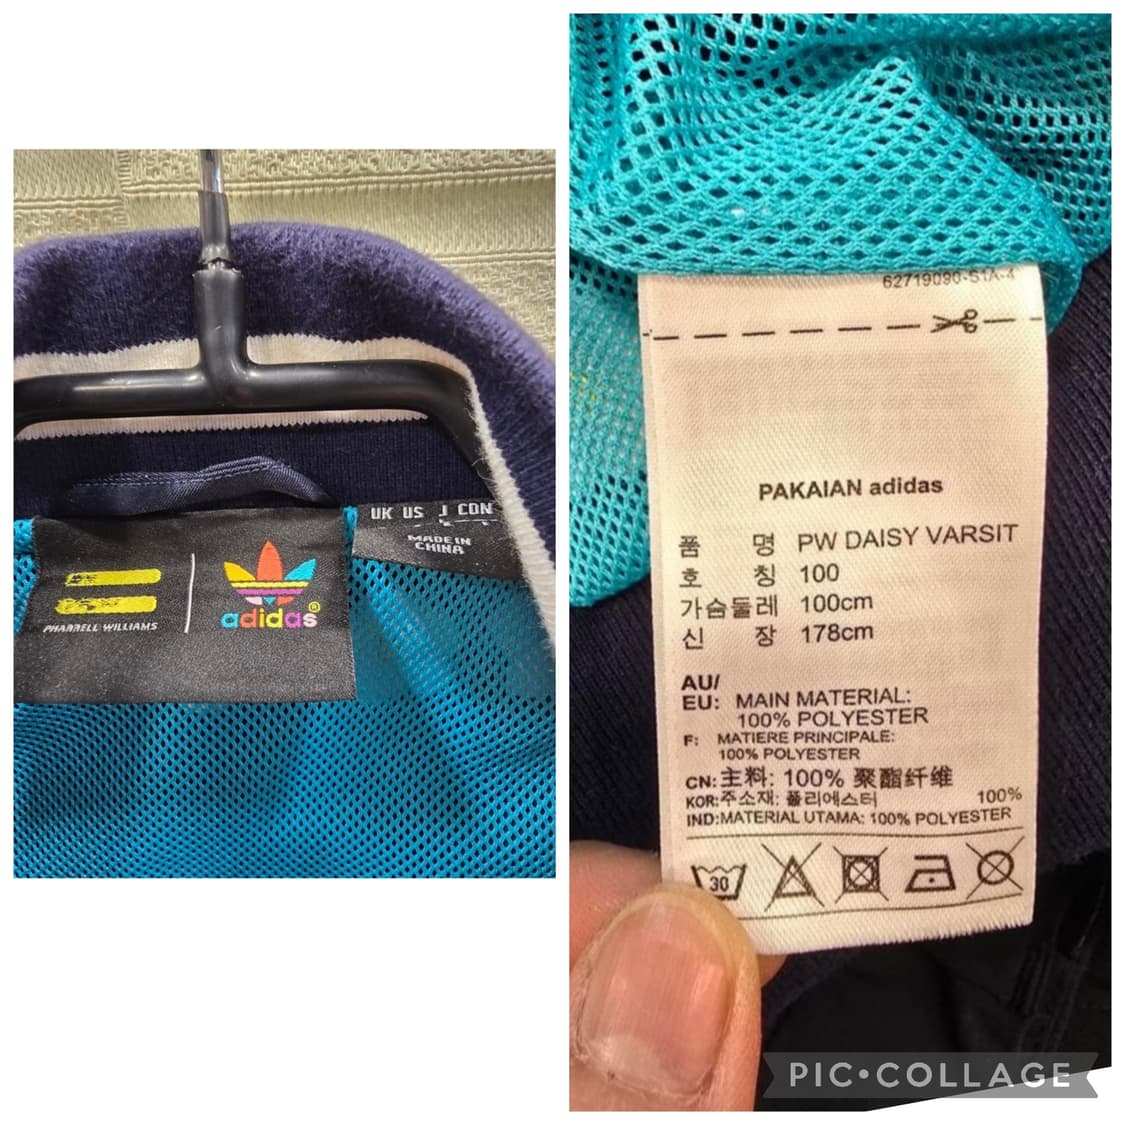 UK US J CDN
MADE IN
CHINA
PHARRELL WILLIAMS
adidas®
62719090-S1A-4
PAKAIAN adidas
품 명 PW DAISY VARSIT
호 칭 100
가슴둘레 100cm
신 장 178cm
AU/
EU: MAIN MATERIAL:
100% POLYESTER
F: MATIERE PRINCIPALE:
100% POLYESTER
CN: 主料: 100% 聚酯纤维
KOR: 주소재: 폴리에스터 100%
IND: MATERIAL UTAMA: 100% POLYESTER
30
PIC•COLLAGE